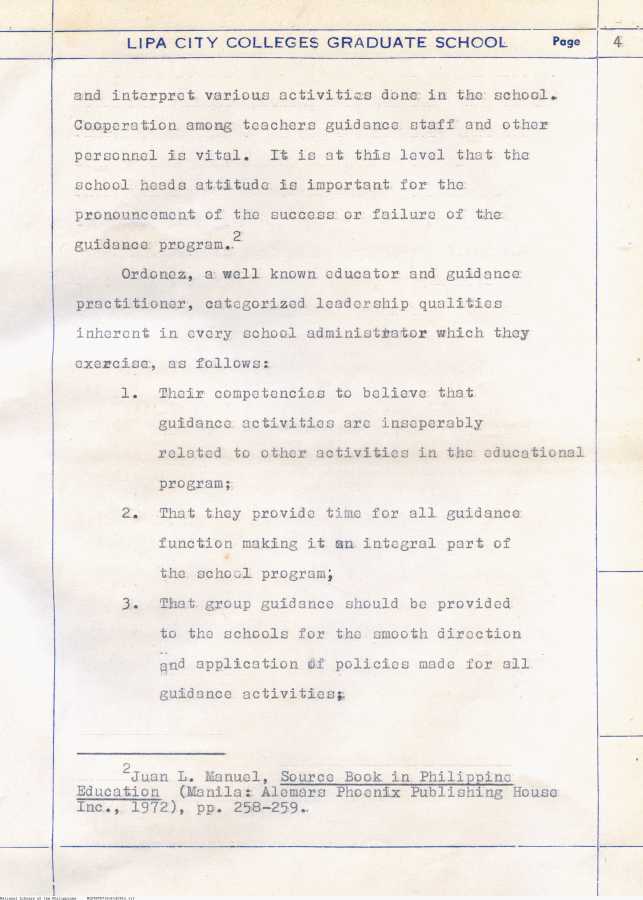 LIPA CITY COLLEGES GRADUATE SCHOOL Page 4
and interpret various activities done in the school.
Cooperation among teachers guidance staff and other
personnel is vital. It is at this level that the
school heads attitude is important for the
pronouncement of the success or failure of the
guidance program.2
Ordonez, a well known educator and guidance
practitioner, categorized leadership qualities
inherent in every school administrator which they
exercise, as follows:
1. Their competencies to believe that
guidance activities are inseperably
related to other activities in the educational
program;
2. That they provide time for all guidance
function making it an integral part of
the school program;
3. That group guidance should be provided
to the schools for the smooth direction
and application of policies made for all
guidance activities;
2Juan L. Manuel, Source Book in Philippine
Education (Manila: Alemars Phoenix Publishing House
Inc., 1972), pp. 258-259.
National Library of the Philippines